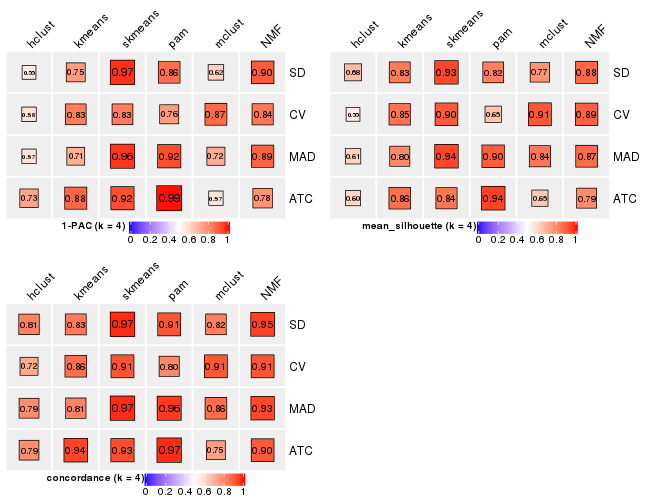 hclust kmeans skmeans pam mclust NMF
0.75 0.97 0.86 0.62 0.90 SD
0.58 0.83 0.83 0.76 0.87 0.84 CV
0.57 0.71 0.95 0.92 0.72 0.89 MAD
0.73 0.88 0.92 0.99 0.57 0.78 ATC
1-PAC (k = 4)
0 0.2 0.4 0.6 0.8 1
hclust kmeans skmeans pam mclust NMF
0.68 0.83 0.93 0.82 0.77 0.88 SD
0.85 0.90 0.65 0.91 0.89 CV
0.61 0.80 0.94 0.90 0.84 0.87 MAD
0.60 0.86 0.84 0.94 0.65 0.79 ATC
mean_silhouette (k = 4)
0 0.2 0.4 0.6 0.8 1
hclust kmeans skmeans pam mclust NMF
0.81 0.83 0.97 0.91 0.82 0.95 SD
0.72 0.86 0.91 0.80 0.91 0.91 CV
0.79 0.81 0.97 0.96 0.86 0.93 MAD
0.79 0.94 0.93 0.97 0.75 0.90 ATC
concordance (k = 4)
0 0.2 0.4 0.6 0.8 1